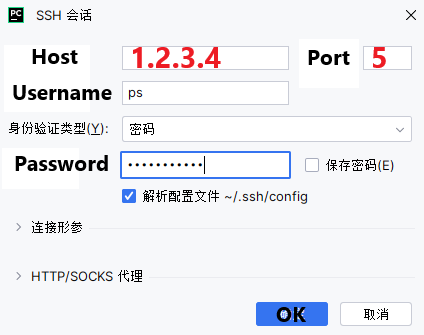 PC SSH 会话
Host 1.2.3.4 Port 5
Username ps
身份验证类型(Y): 密码
Password ••••••••••• 保存密码(E)
解析配置文件 ~/.ssh/config
连接形参
HTTP/SOCKS 代理
OK 取消